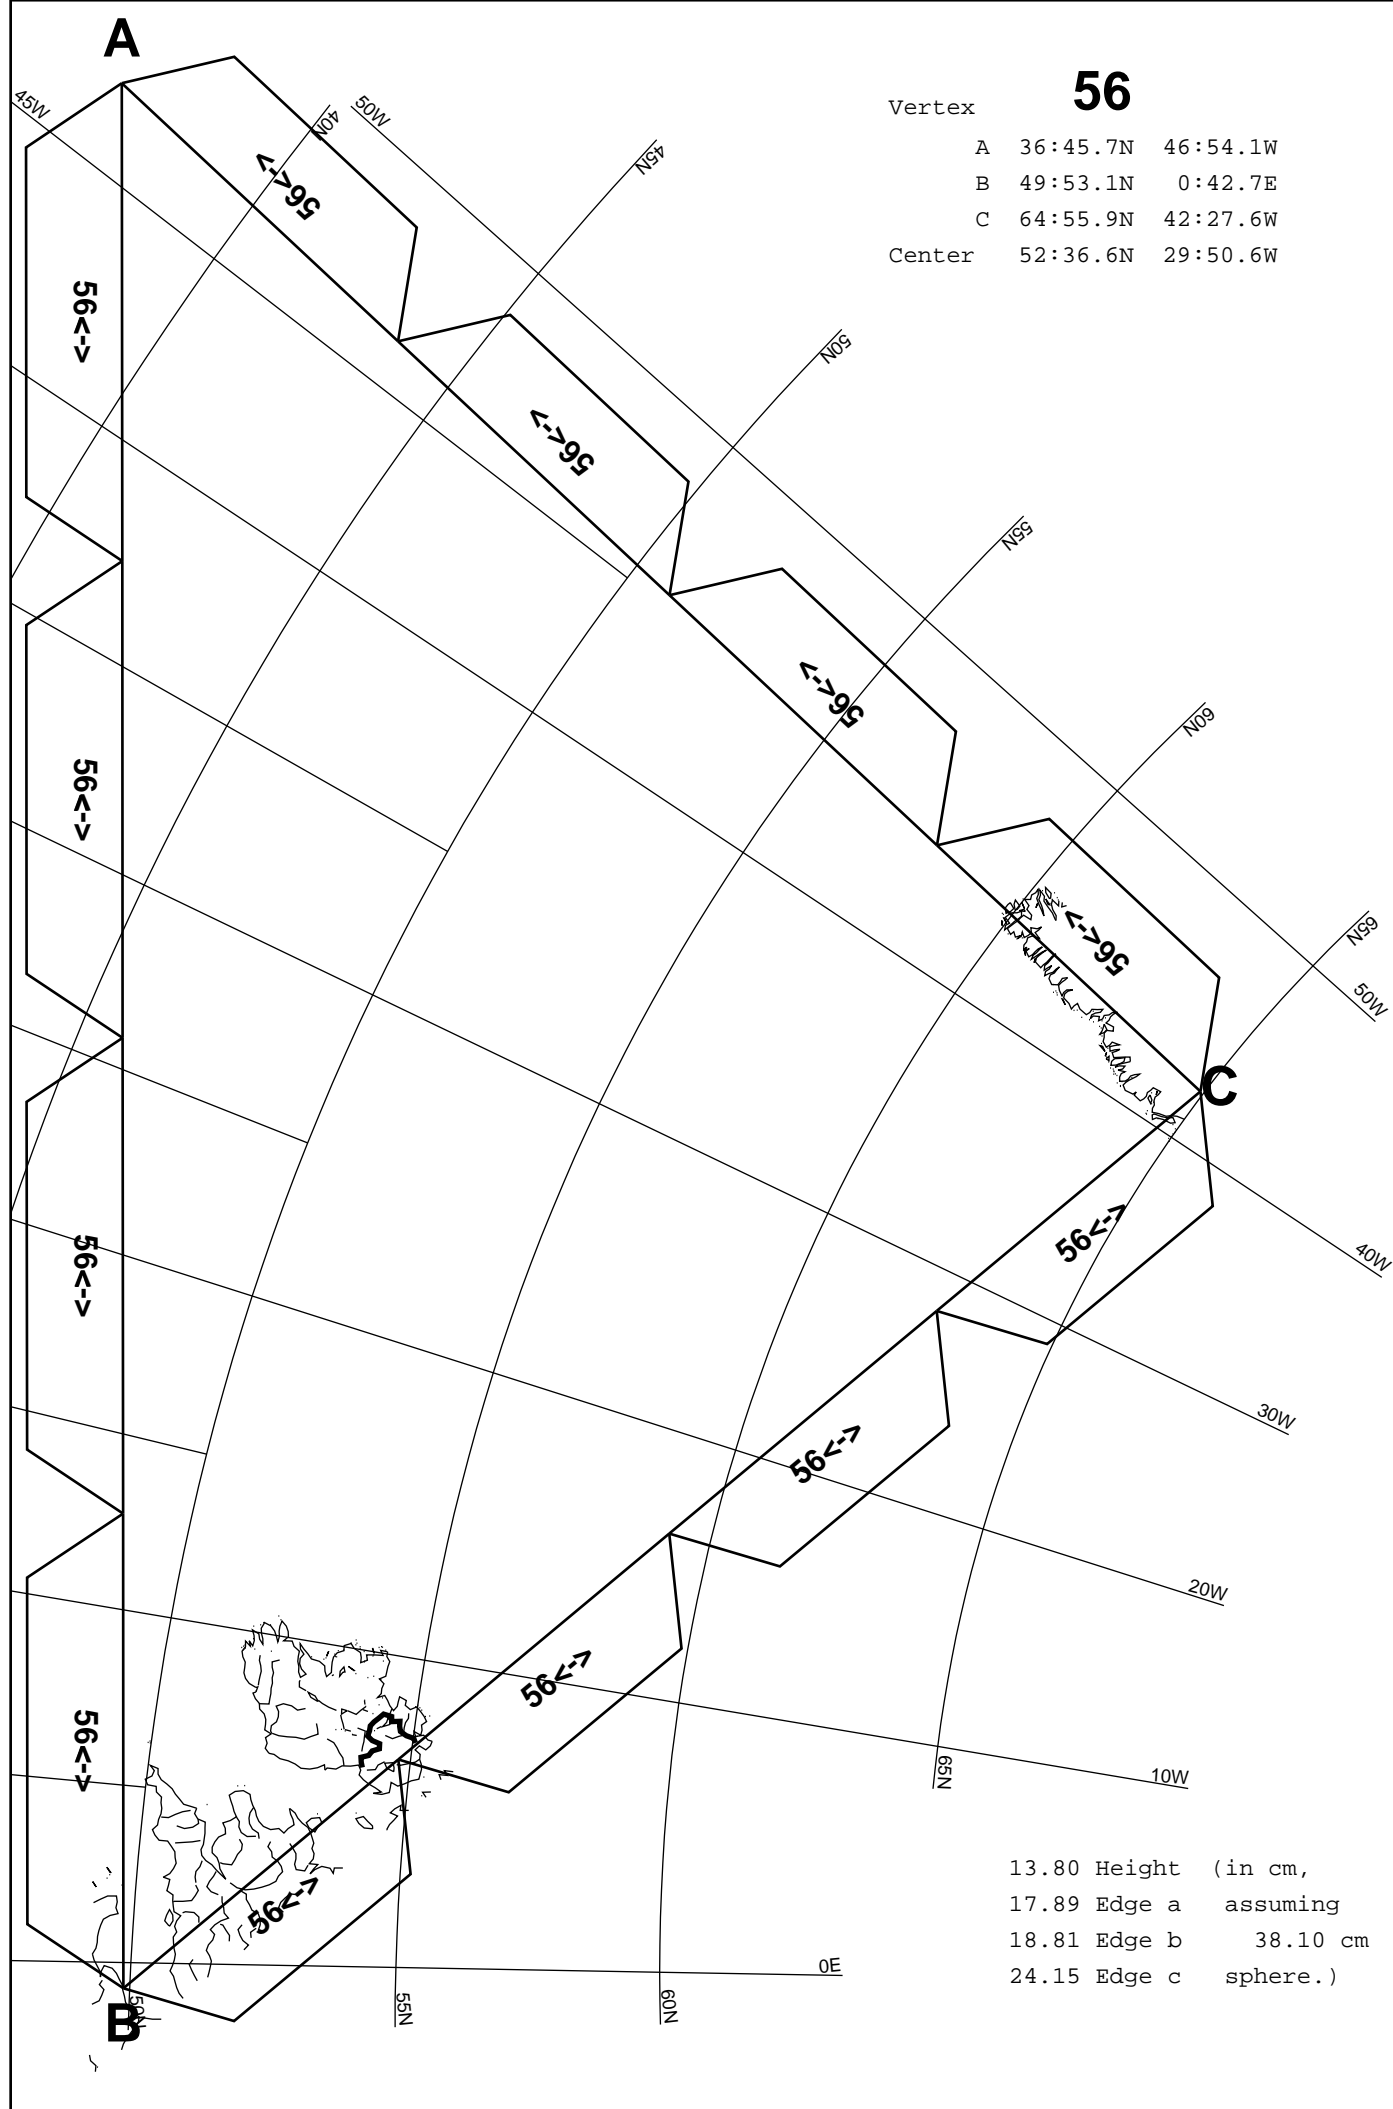 A
56
Vertex
A 36:45.7N 46:54.1W
B 49:53.1N 0:42.7E
C 64:55.9N 42:27.6W
Center 52:36.6N 29:50.6W
45W
40N
50W
45N
50N
55N
60N
65N
50W
56<->
56<->
56<->
56<->
56<->
56<->
56<->
56<->
C
40W
30W
20W
10W
65N
0E
56<->
56<->
56<->
56<->
50N
55N
60N
B
13.80 Height (in cm,
17.89 Edge a assuming
18.81 Edge b 38.10 cm
24.15 Edge c sphere.)